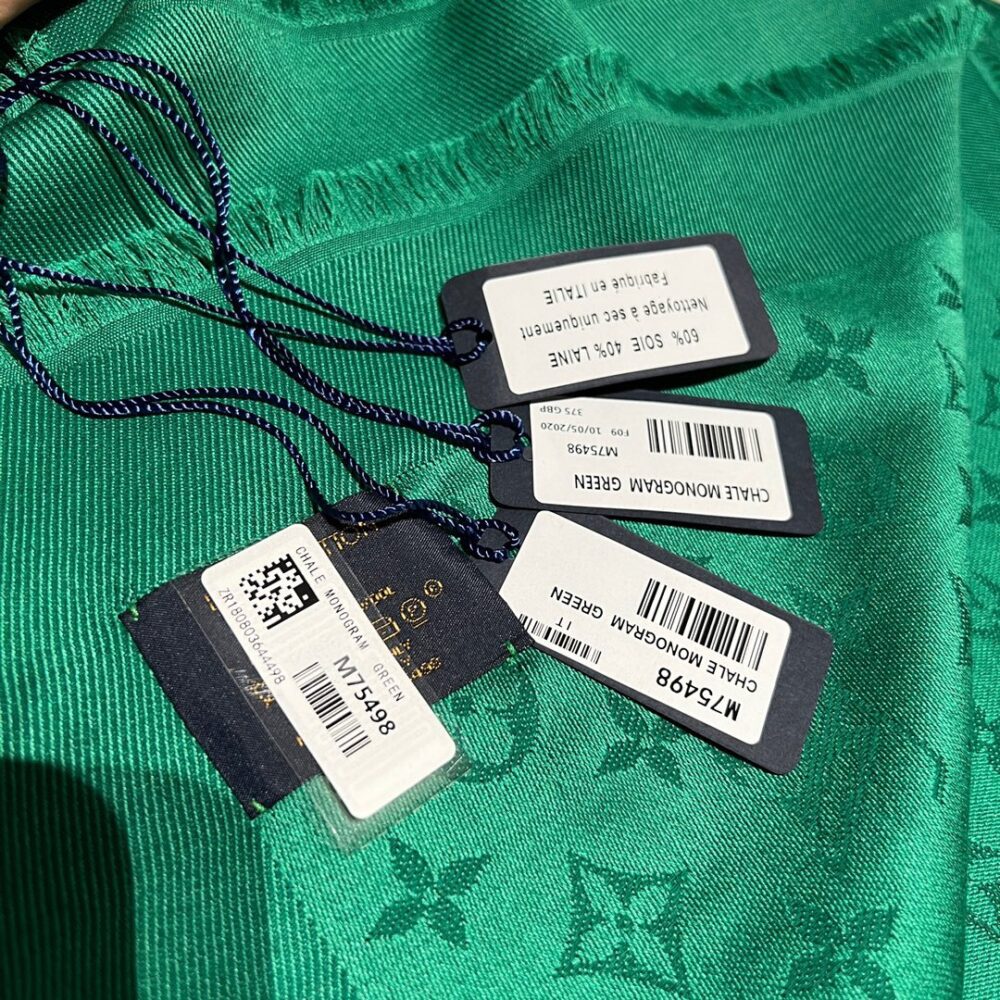 60% SOIE 40% LAINE
Nettoyage à sec uniquement
Fabriqué en ITALIE
CHALE MONOGRAM GREEN
M75498
F09 10/05/2020
375 GBP
M75498
CHALE MONOGRAM GREEN
IT
CHALE MONOGRAM GREEN
M75498
ZR180803644498